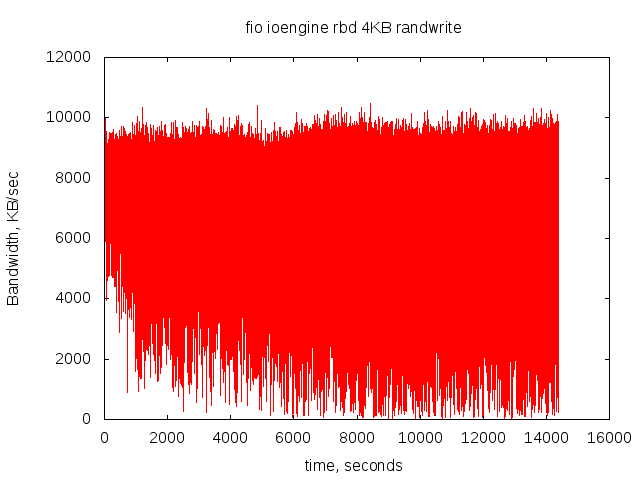 fio ioengine rbd 4KB randwrite
12000
10000
8000
6000
4000
2000
0
Bandwidth, KB/sec
0 2000 4000 6000 8000 10000 12000 14000 16000
time, seconds